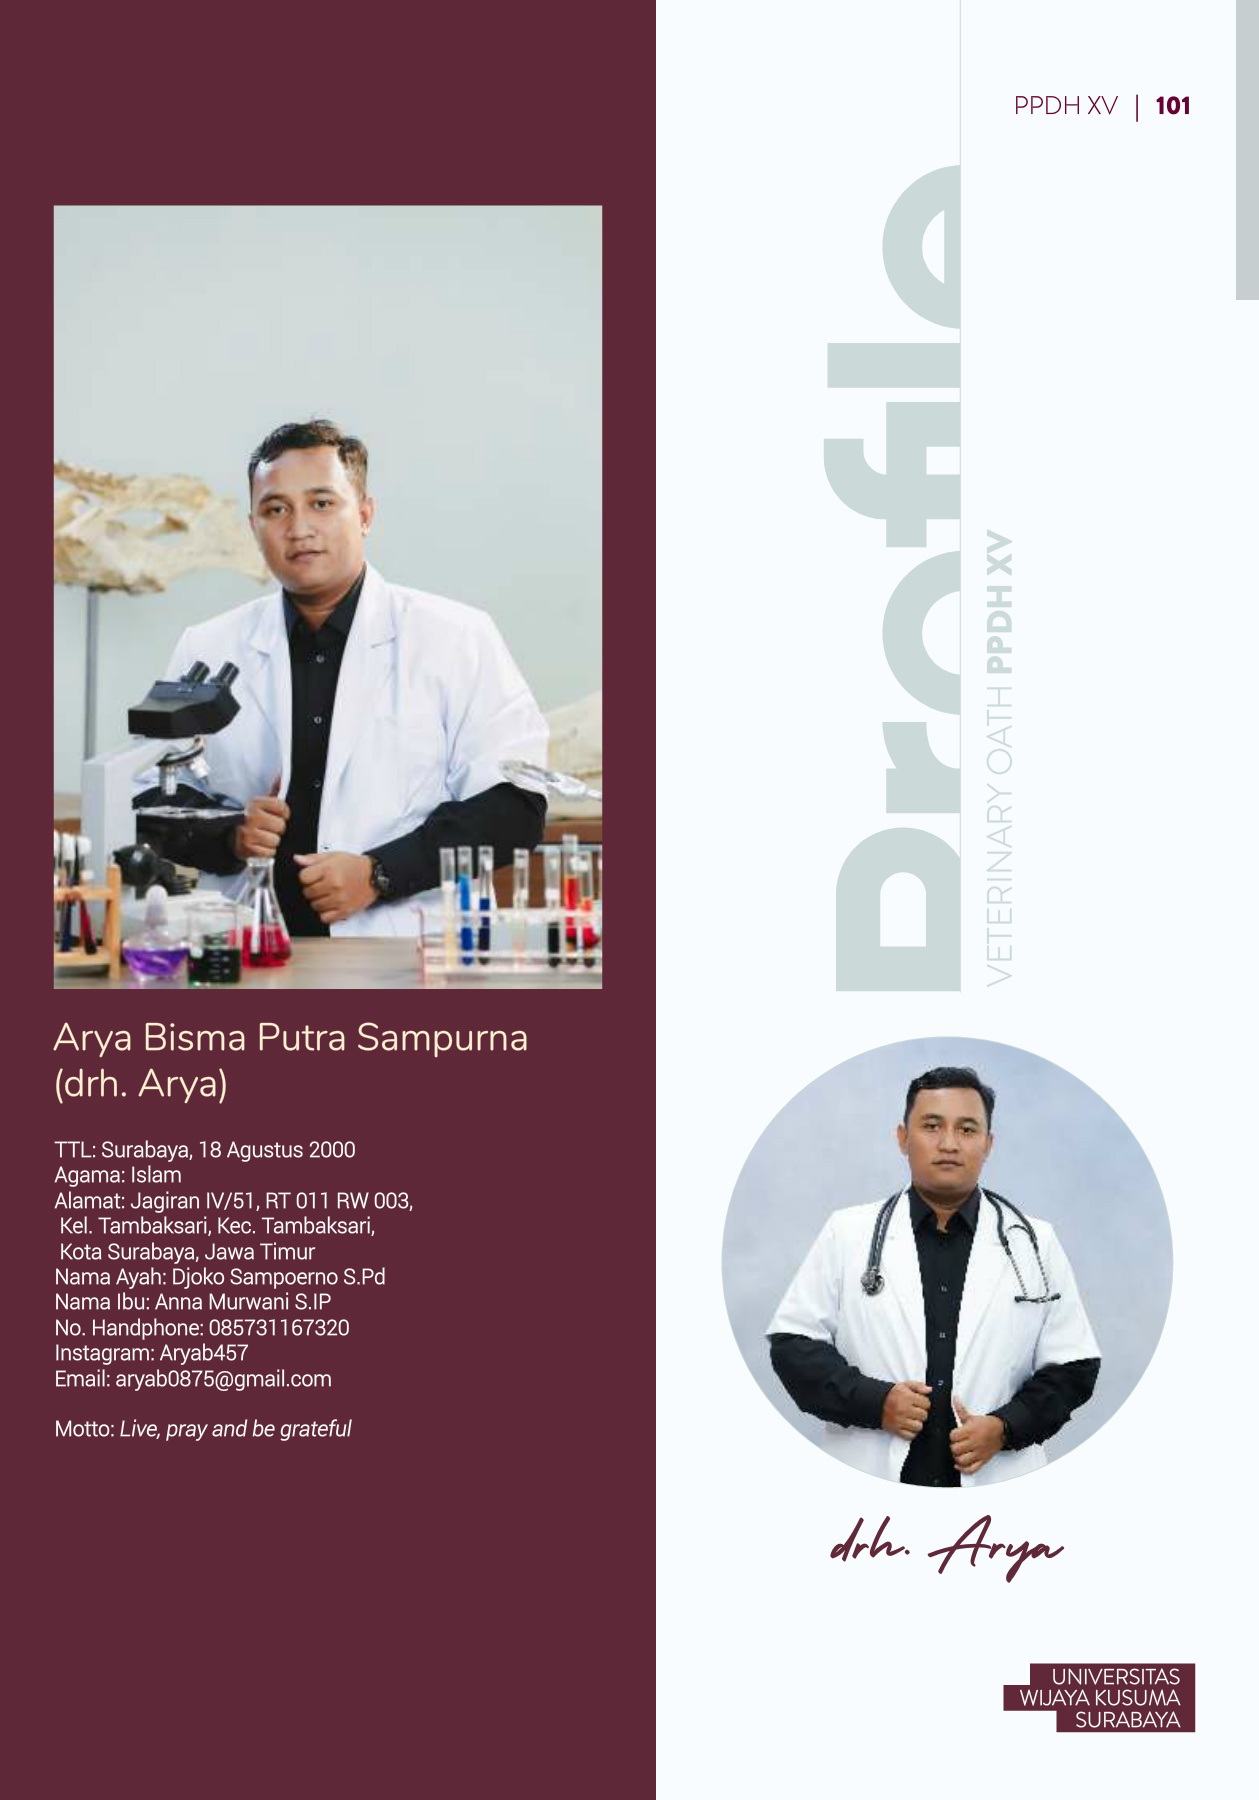 PPDH XV | 101
Profile
VETERINARY OATH PPDH XV
Arya Bisma Putra Sampurna
(drh. Arya)
TTL: Surabaya, 18 Agustus 2000
Agama: Islam
Alamat: Jagiran IV/51, RT 011 RW 003,
Kel. Tambaksari, Kec. Tambaksari,
Kota Surabaya, Jawa Timur
Nama Ayah: Djoko Sampoerno S.Pd
Nama Ibu: Anna Murwani S.IP
No. Handphone: 085731167320
Instagram: Aryab457
Email: aryab0875@gmail.com
Motto: Live, pray and be grateful
drh. Arya
UNIVERSITAS
WIJAYA KUSUMA
SURABAYA